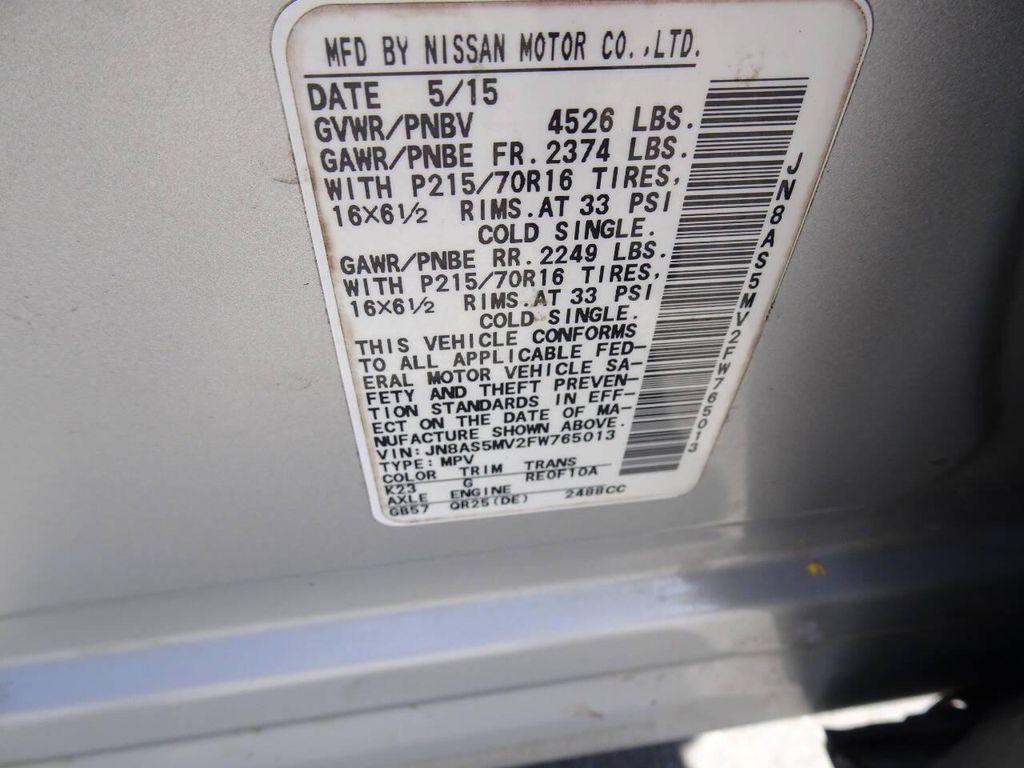 MFD BY NISSAN MOTOR CO.,LTD.
DATE 5/15
GVWR/PNBV 4526 LBS.
GAWR/PNBE FR. 2374 LBS.
WITH P215/70R16 TIRES,
16X6½ RIMS.AT 33 PSI
COLD SINGLE.
GAWR/PNBE RR. 2249 LBS.
WITH P215/70R16 TIRES,
16X6½ RIMS.AT 33 PSI
COLD SINGLE.
THIS VEHICLE CONFORMS
TO ALL APPLICABLE FED-
ERAL MOTOR VEHICLE SA-
FETY AND THEFT PREVEN-
TION STANDARDS IN EFF-
ECT ON THE DATE OF MA-
NUFACTURE SHOWN ABOVE.
VIN: JN8AS5MV2FW765013
TYPE: MPV
COLOR TRIM TRANS
K23 G RE0F10A
AXLE ENGINE
GB57 QR25(DE) 2488CC
JN8AS5MV2FW765013